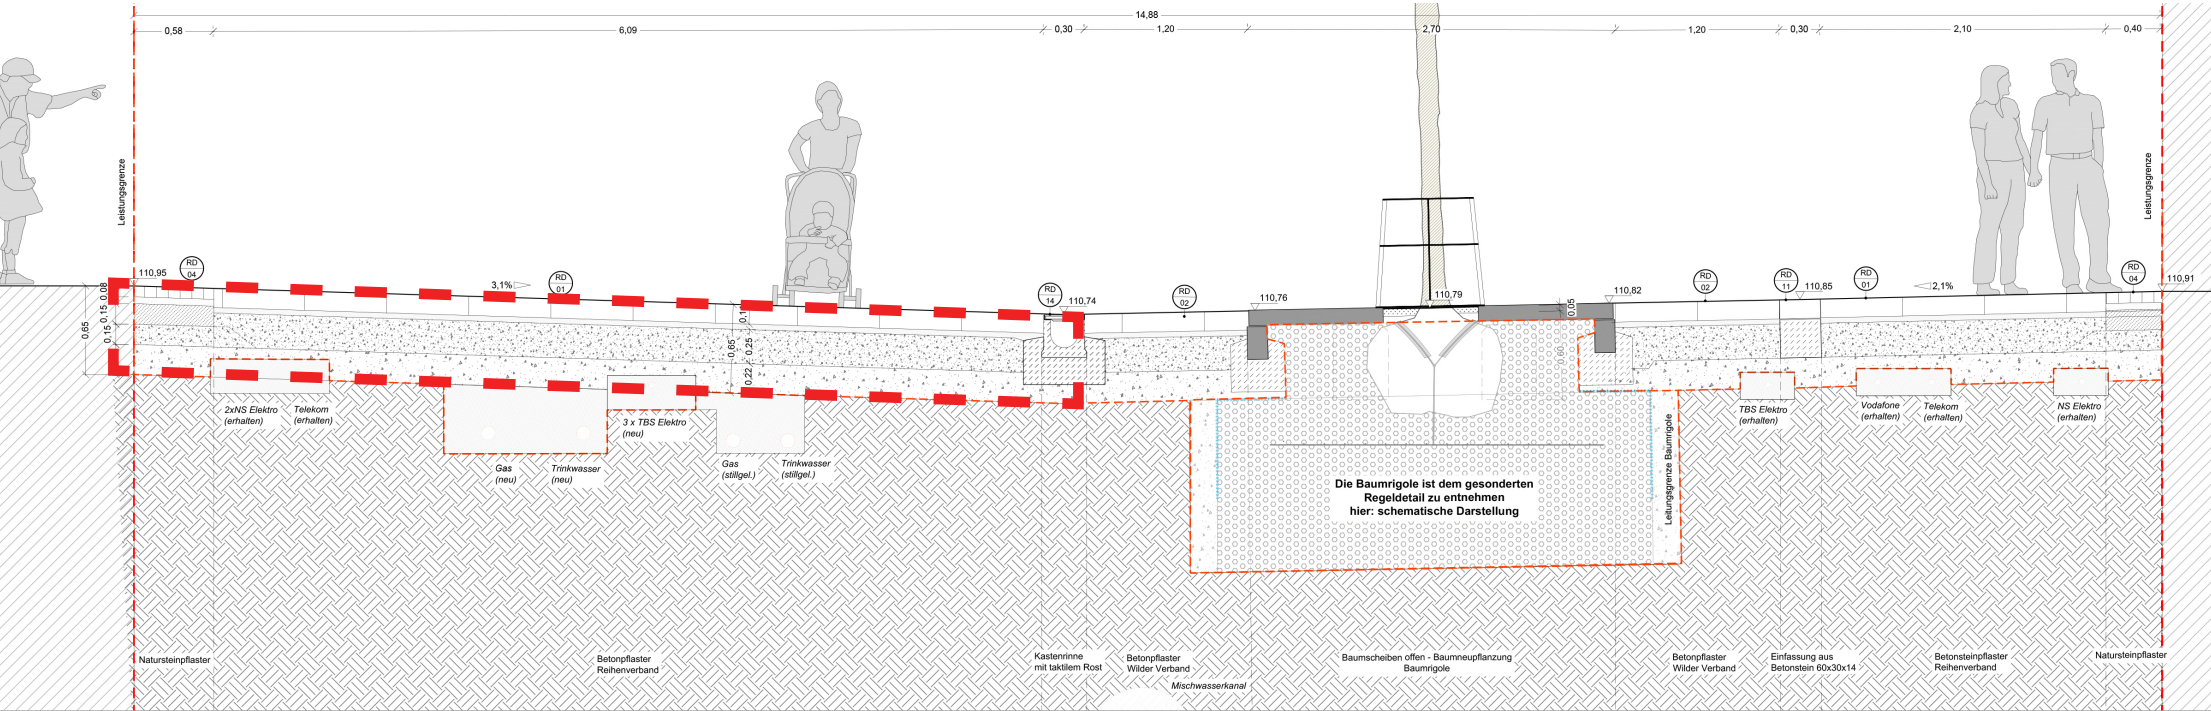 14,88
0,58
6,09
0,30
1,20
2,70
1,20
0,30
2,10
0,40
Leistungsgrenze
Leistungsgrenze
110,95
RD
04
3,1%
RD
01
RD
14
110,74
RD
02
110,76
110,79
0,05
110,82
RD
02
RD
11
110,85
RD
01
2,1%
RD
04
110,91
0,65
0,15 0,15 0,08
0,65
0,22 0,25
0,60
2xNS Elektro
(erhalten)
Telekom
(erhalten)
Gas
(neu)
Trinkwasser
(neu)
3 x TBS Elektro
(neu)
Gas
(stillgel.)
Trinkwasser
(stillgel.)
Die Baumrigole ist dem gesonderten
Regeldetail zu entnehmen
hier: schematische Darstellung
Leitungsgrenze Baumrigole
TBS Elektro
(erhalten)
Vodafone
(erhalten)
Telekom
(erhalten)
NS Elektro
(erhalten)
Natursteinpflaster
Betonpflaster
Reihenverband
Kastenrinne
mit taktilem Rost
Betonpflaster
Wilder Verband
Mischwasserkanal
Baumscheiben offen - Baumneupflanzung
Baumrigole
Betonpflaster
Wilder Verband
Einfassung aus
Betonstein 60x30x14
Betonsteinpflaster
Reihenverband
Natursteinpflaster